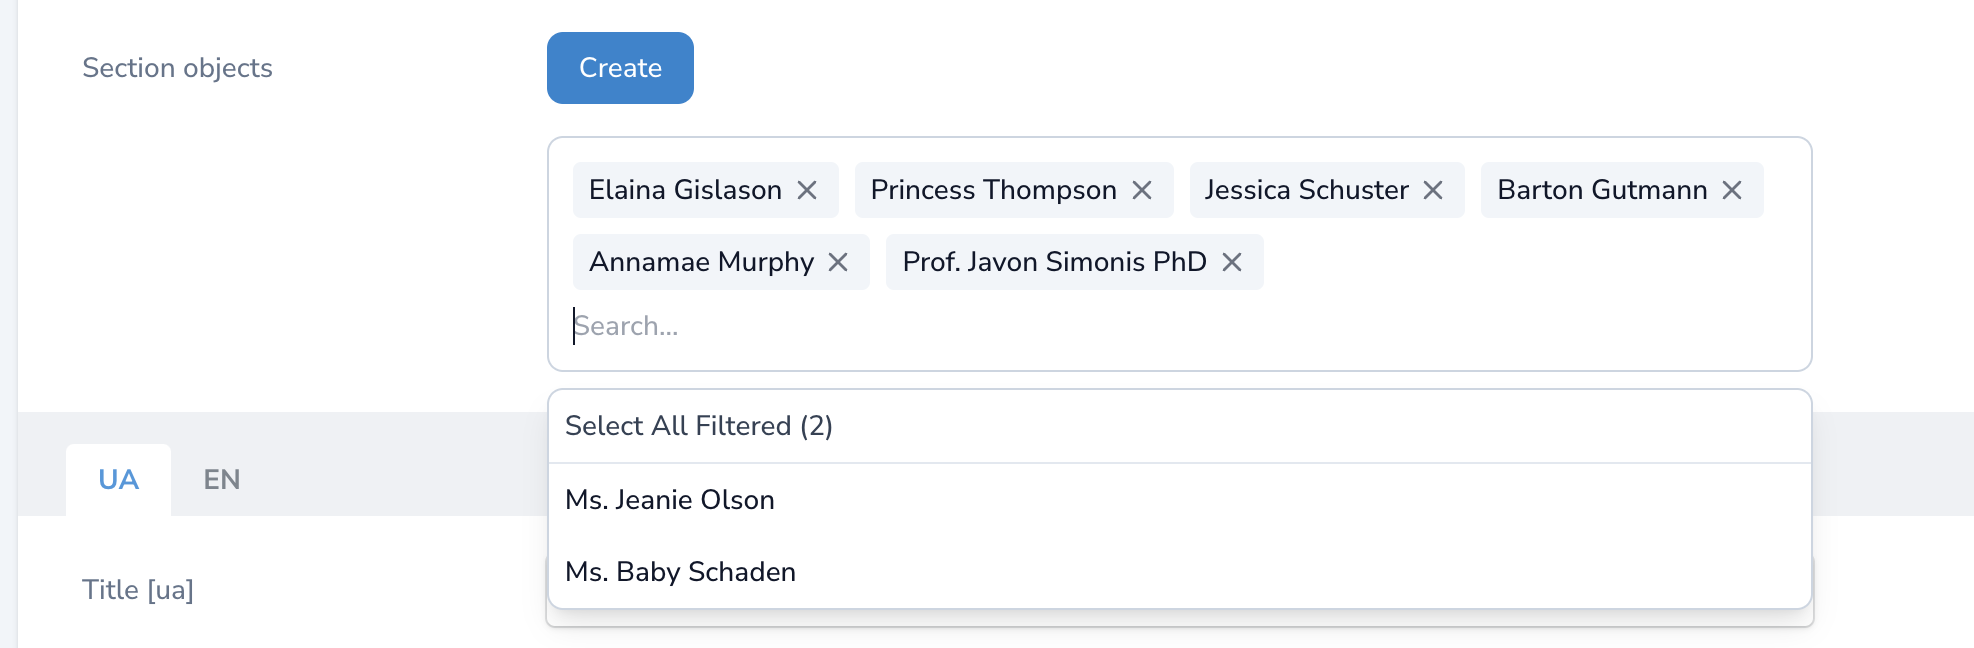 Section objects
Create
Elaina Gislason
Princess Thompson
Jessica Schuster
Barton Gutmann
Annamae Murphy
Prof. Javon Simonis PhD
Search...
Select All Filtered (2)
Ms. Jeanie Olson
Ms. Baby Schaden
UA
EN
Title [ua]